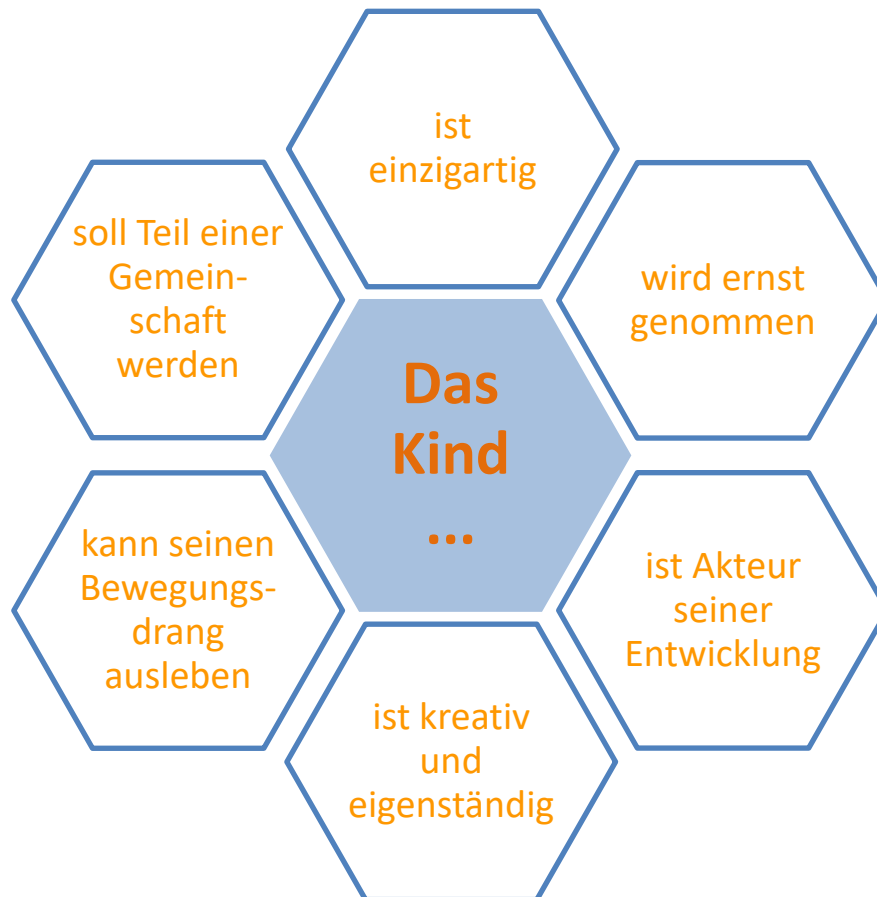 Das
Kind
...
ist
einzigartig
wird ernst
genommen
ist Akteur
seiner
Entwicklung
ist kreativ
und
eigenständig
kann seinen
Bewegungs-
drang
ausleben
soll Teil einer
Gemein-
schaft
werden